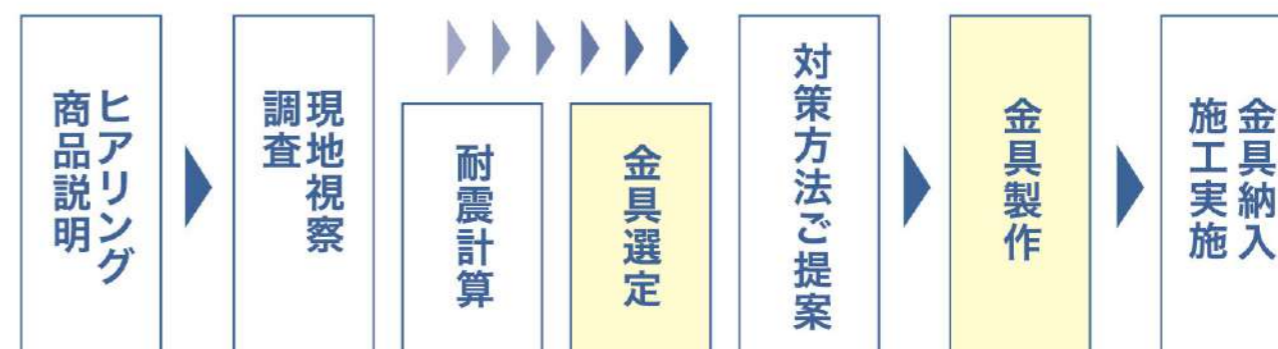 ヒアリング
商品説明
現地視察
調査
耐震計算
金具選定
対策方法ご提案
金具製作
金具納入
施工実施